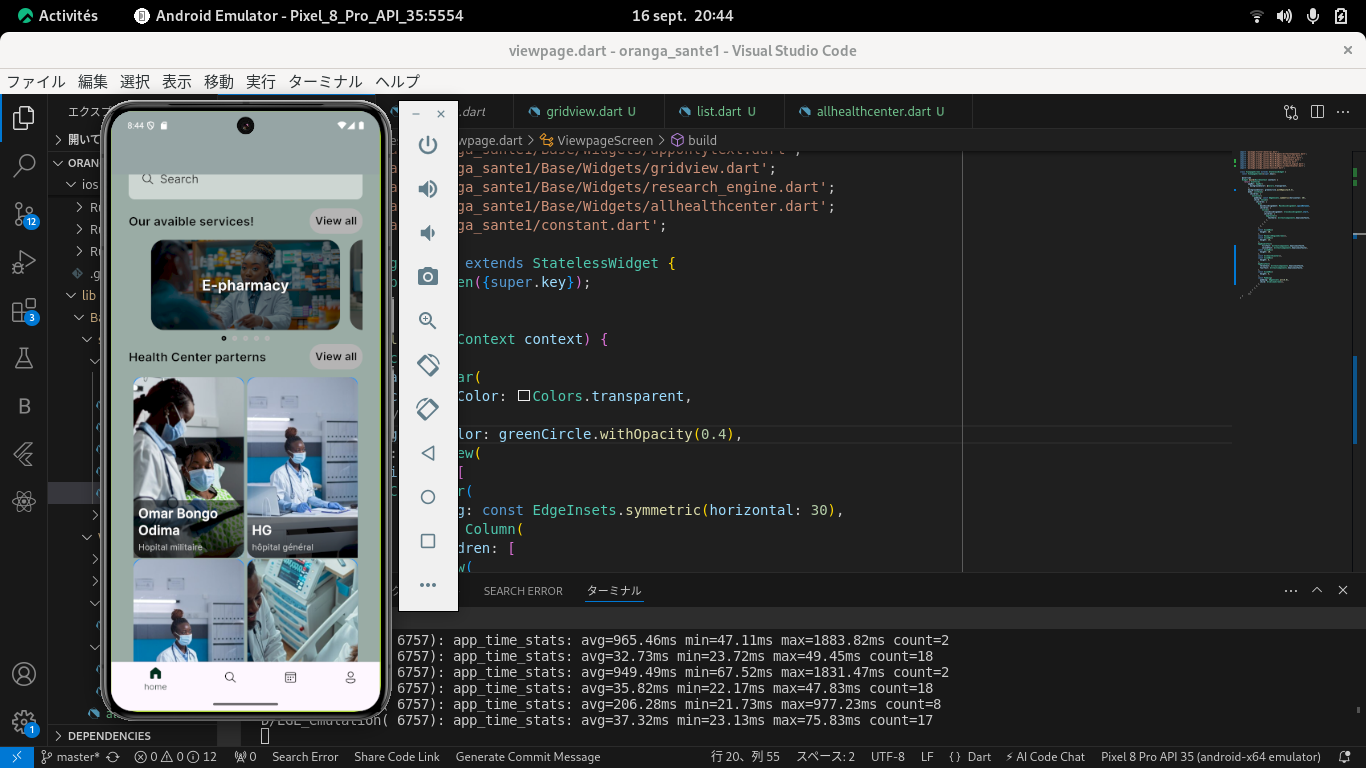 Activités
Android Emulator - Pixel_8_Pro_API_35:5554
16 sept. 20:44
viewpage.dart - oranga_sante1 - Visual Studio Code
ファイル 編集 選択 表示 移動 実行 ターミナル ヘルプ
エクスプ
.dart
gridview.dart U
list.dart U
allhealthcenter.dart U
開いて
wpage.dart > ViewpageScreen > build
ORAN
ios
Ru
Ru
Ru
.g
lib
Ba
12
3
8:44
Search
Our avaible services!
View all
E-pharmacy
Health Center parterns
View all
Omar Bongo
Odima
Hopital militaire
HG
hôpital général
home
ga_sante1/Base/Widgets/gridview.dart';
ga_sante1/Base/Widgets/research_engine.dart';
ga_sante1/Base/Widgets/allhealthcenter.dart';
ga_sante1/constant.dart';
extends StatelessWidget {
en({super.key});
Context context) {
ar(
Color: Colors.transparent,
lor: greenCircle.withOpacity(0.4),
ew(
[
r(
g: const EdgeInsets.symmetric(horizontal: 30),
Column(
dren: [
w(
SEARCH ERROR
ターミナル
6757): app_time_stats: avg=965.46ms min=47.11ms max=1883.82ms count=2
6757): app_time_stats: avg=32.73ms min=23.72ms max=49.45ms count=18
6757): app_time_stats: avg=949.49ms min=67.52ms max=1831.47ms count=2
6757): app_time_stats: avg=35.82ms min=22.17ms max=47.83ms count=18
6757): app_time_stats: avg=206.28ms min=21.73ms max=977.23ms count=8
D/EGL_emulation( 6757): app_time_stats: avg=37.32ms min=23.13ms max=75.83ms count=17
DEPENDENCIES
1
master* 0 0 12 0 Search Error Share Code Link Generate Commit Message 行 20、列 55 スペース: 2 UTF-8 LF { } Dart AI Code Chat Pixel 8 Pro API 35 (android-x64 emulator)